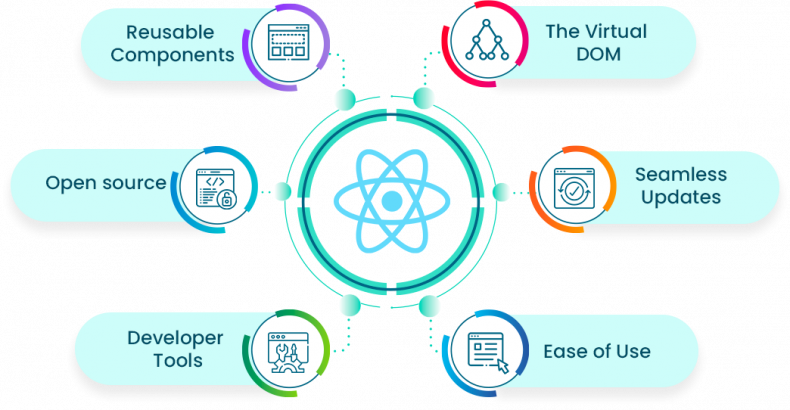 Reusable
Components
The Virtual
DOM
Open source
</>
Seamless
Updates
Developer
Tools
Ease of Use